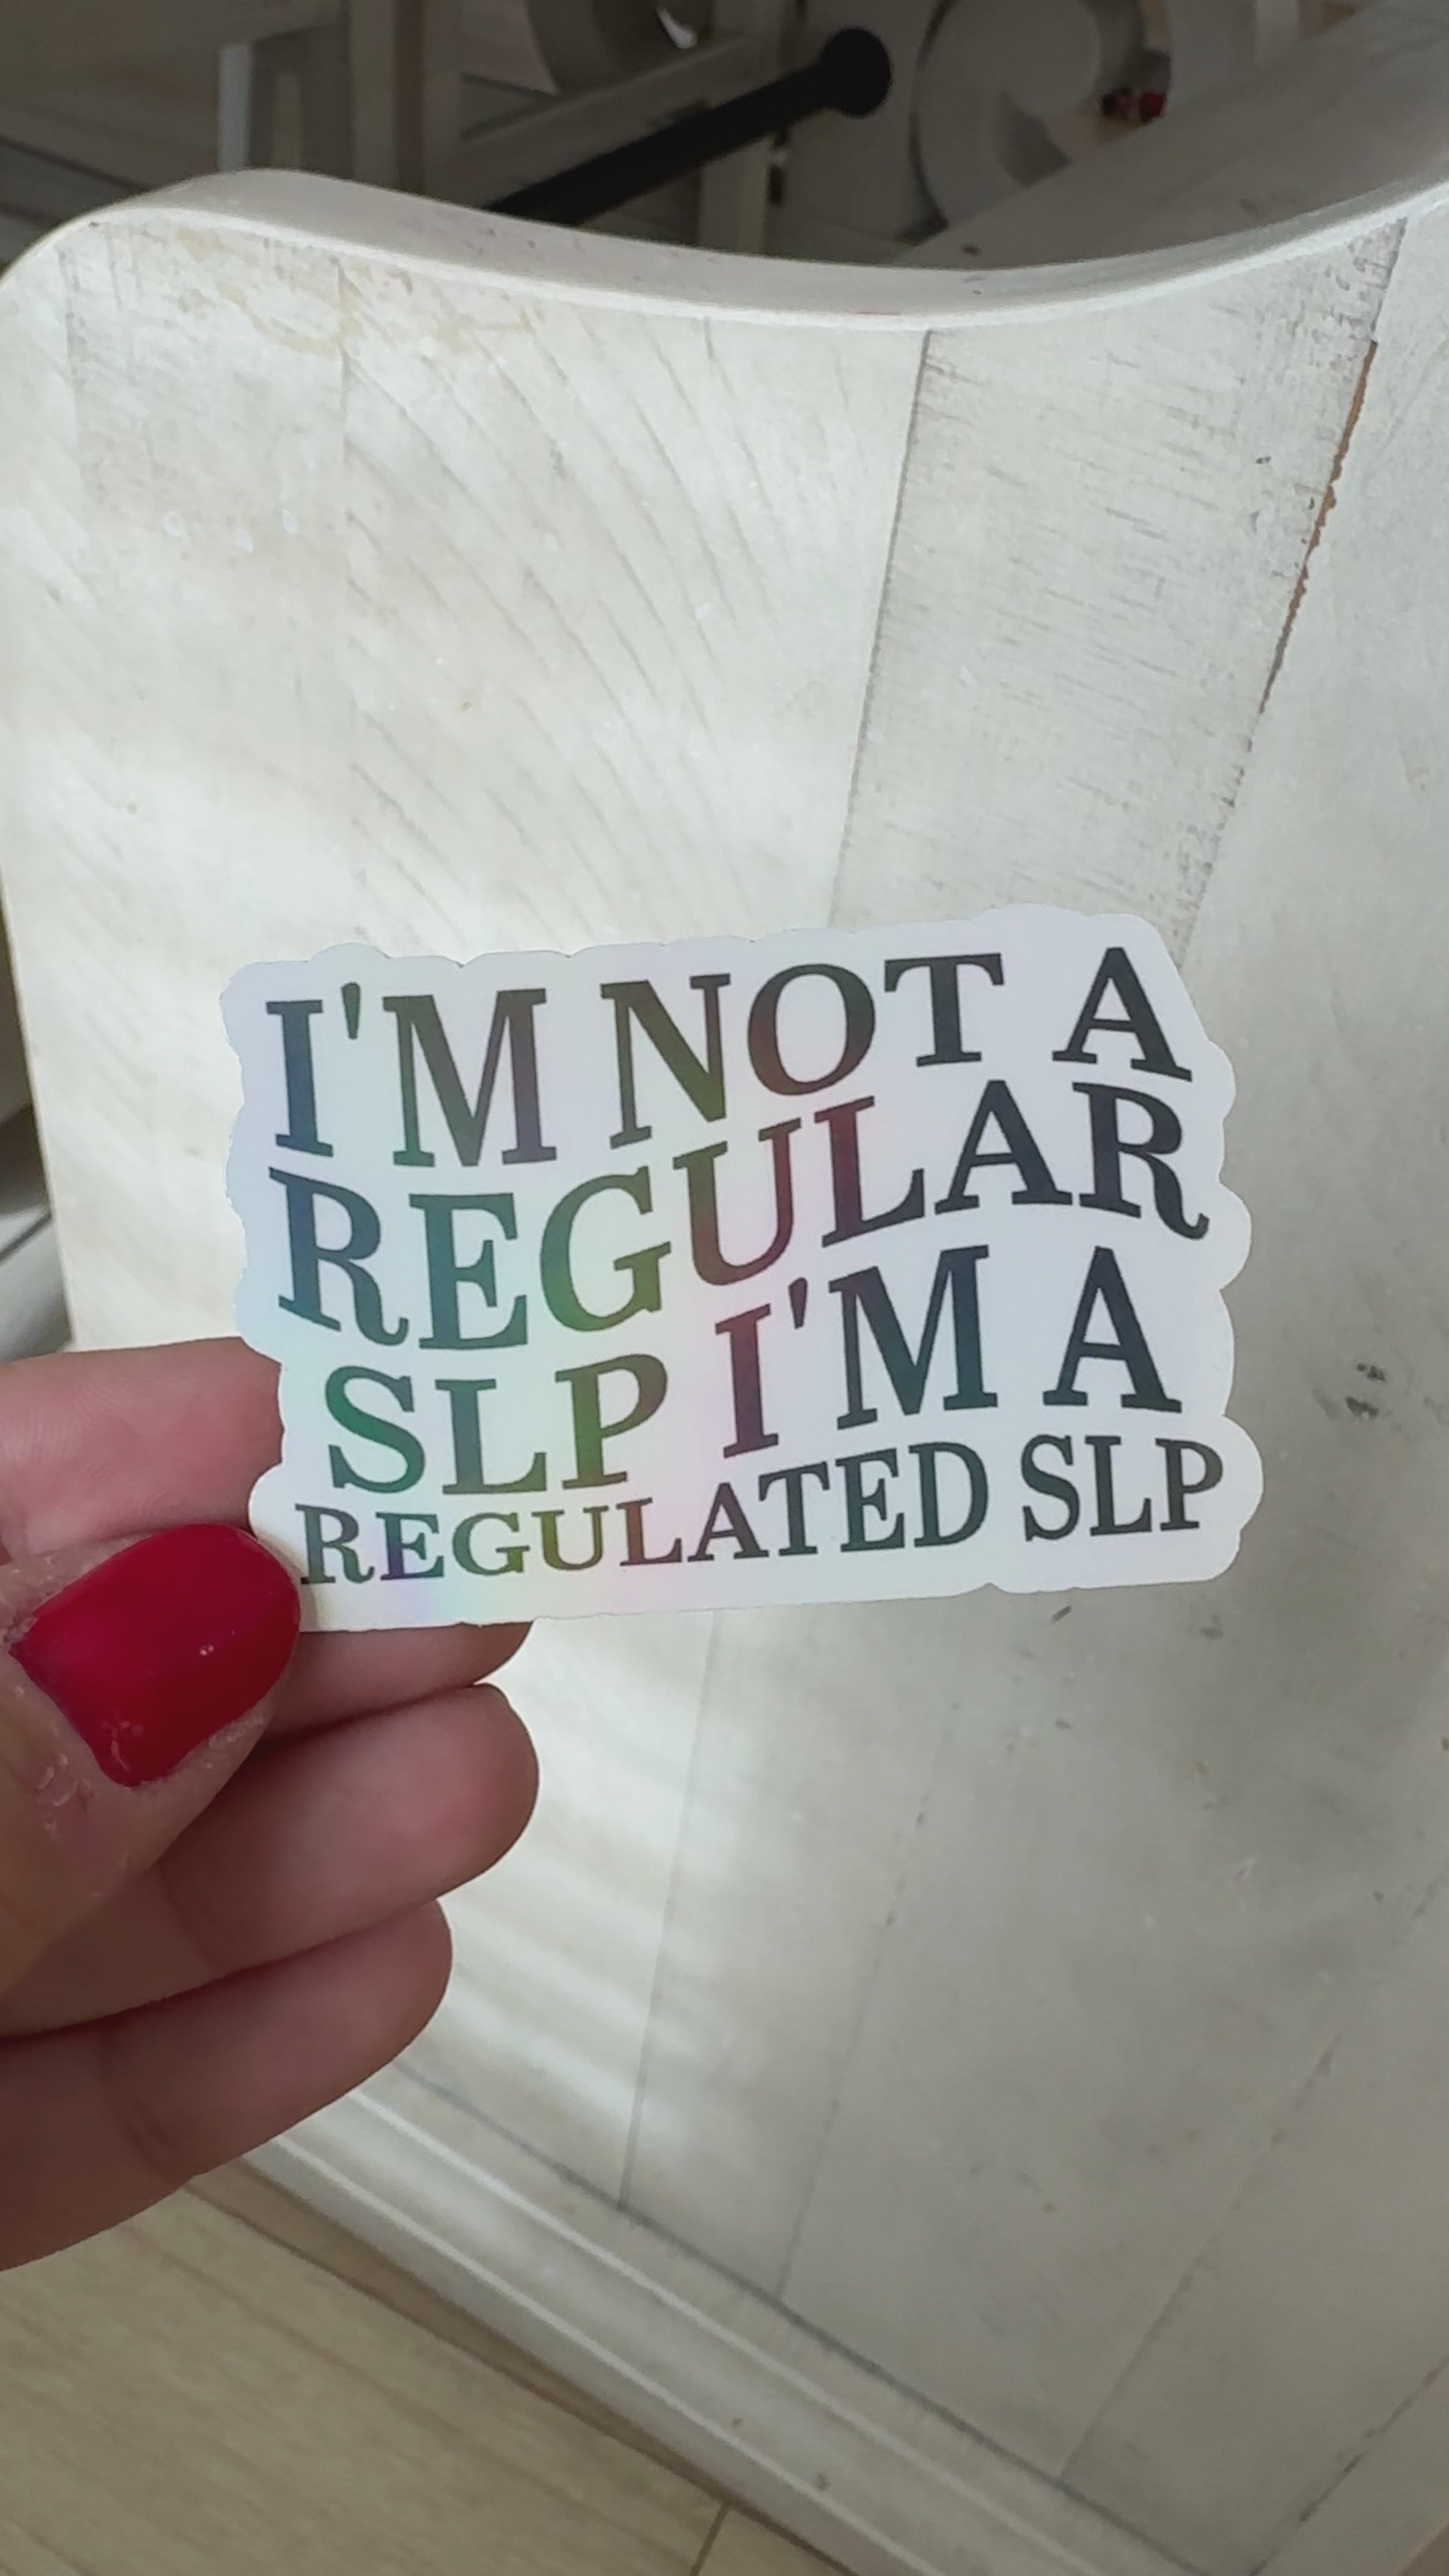 I'M NOT A
REGULAR
SLP I'M A
REGULATED SLP